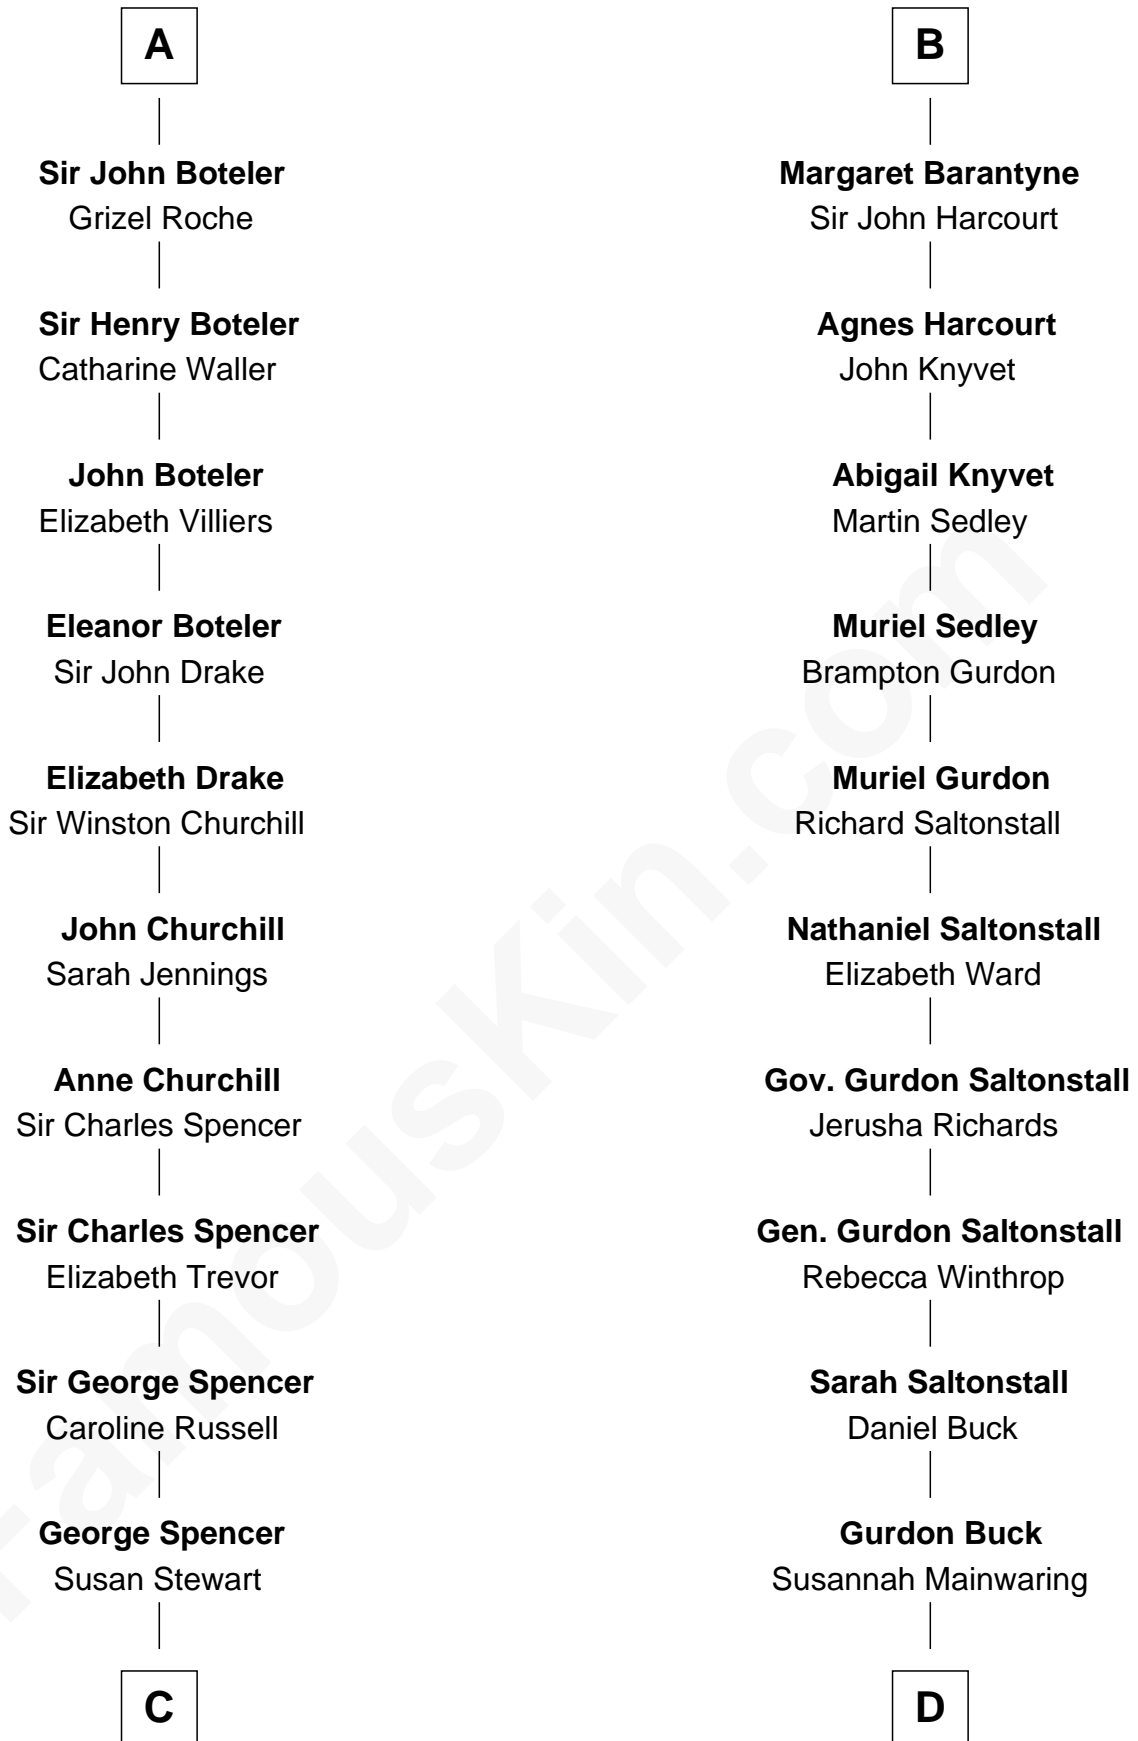 A
Sir John Boteler
Grizel Roche
Sir Henry Boteler
Catharine Waller
John Boteler
Elizabeth Villiers
Eleanor Boteler
Sir John Drake
Elizabeth Drake
Sir Winston Churchill
John Churchill
Sarah Jennings
Anne Churchill
Sir Charles Spencer
Sir Charles Spencer
Elizabeth Trevor
Sir George Spencer
Caroline Russell
George Spencer
Susan Stewart
C
B
Margaret Barantyne
Sir John Harcourt
Agnes Harcourt
John Knyvet
Abigail Knyvet
Martin Sedley
Muriel Sedley
Brampton Gurdon
Muriel Gurdon
Richard Saltonstall
Nathaniel Saltonstall
Elizabeth Ward
Gov. Gurdon Saltonstall
Jerusha Richards
Gen. Gurdon Saltonstall
Rebecca Winthrop
Sarah Saltonstall
Daniel Buck
Gurdon Buck
Susannah Mainwaring
D
FamousKin.com